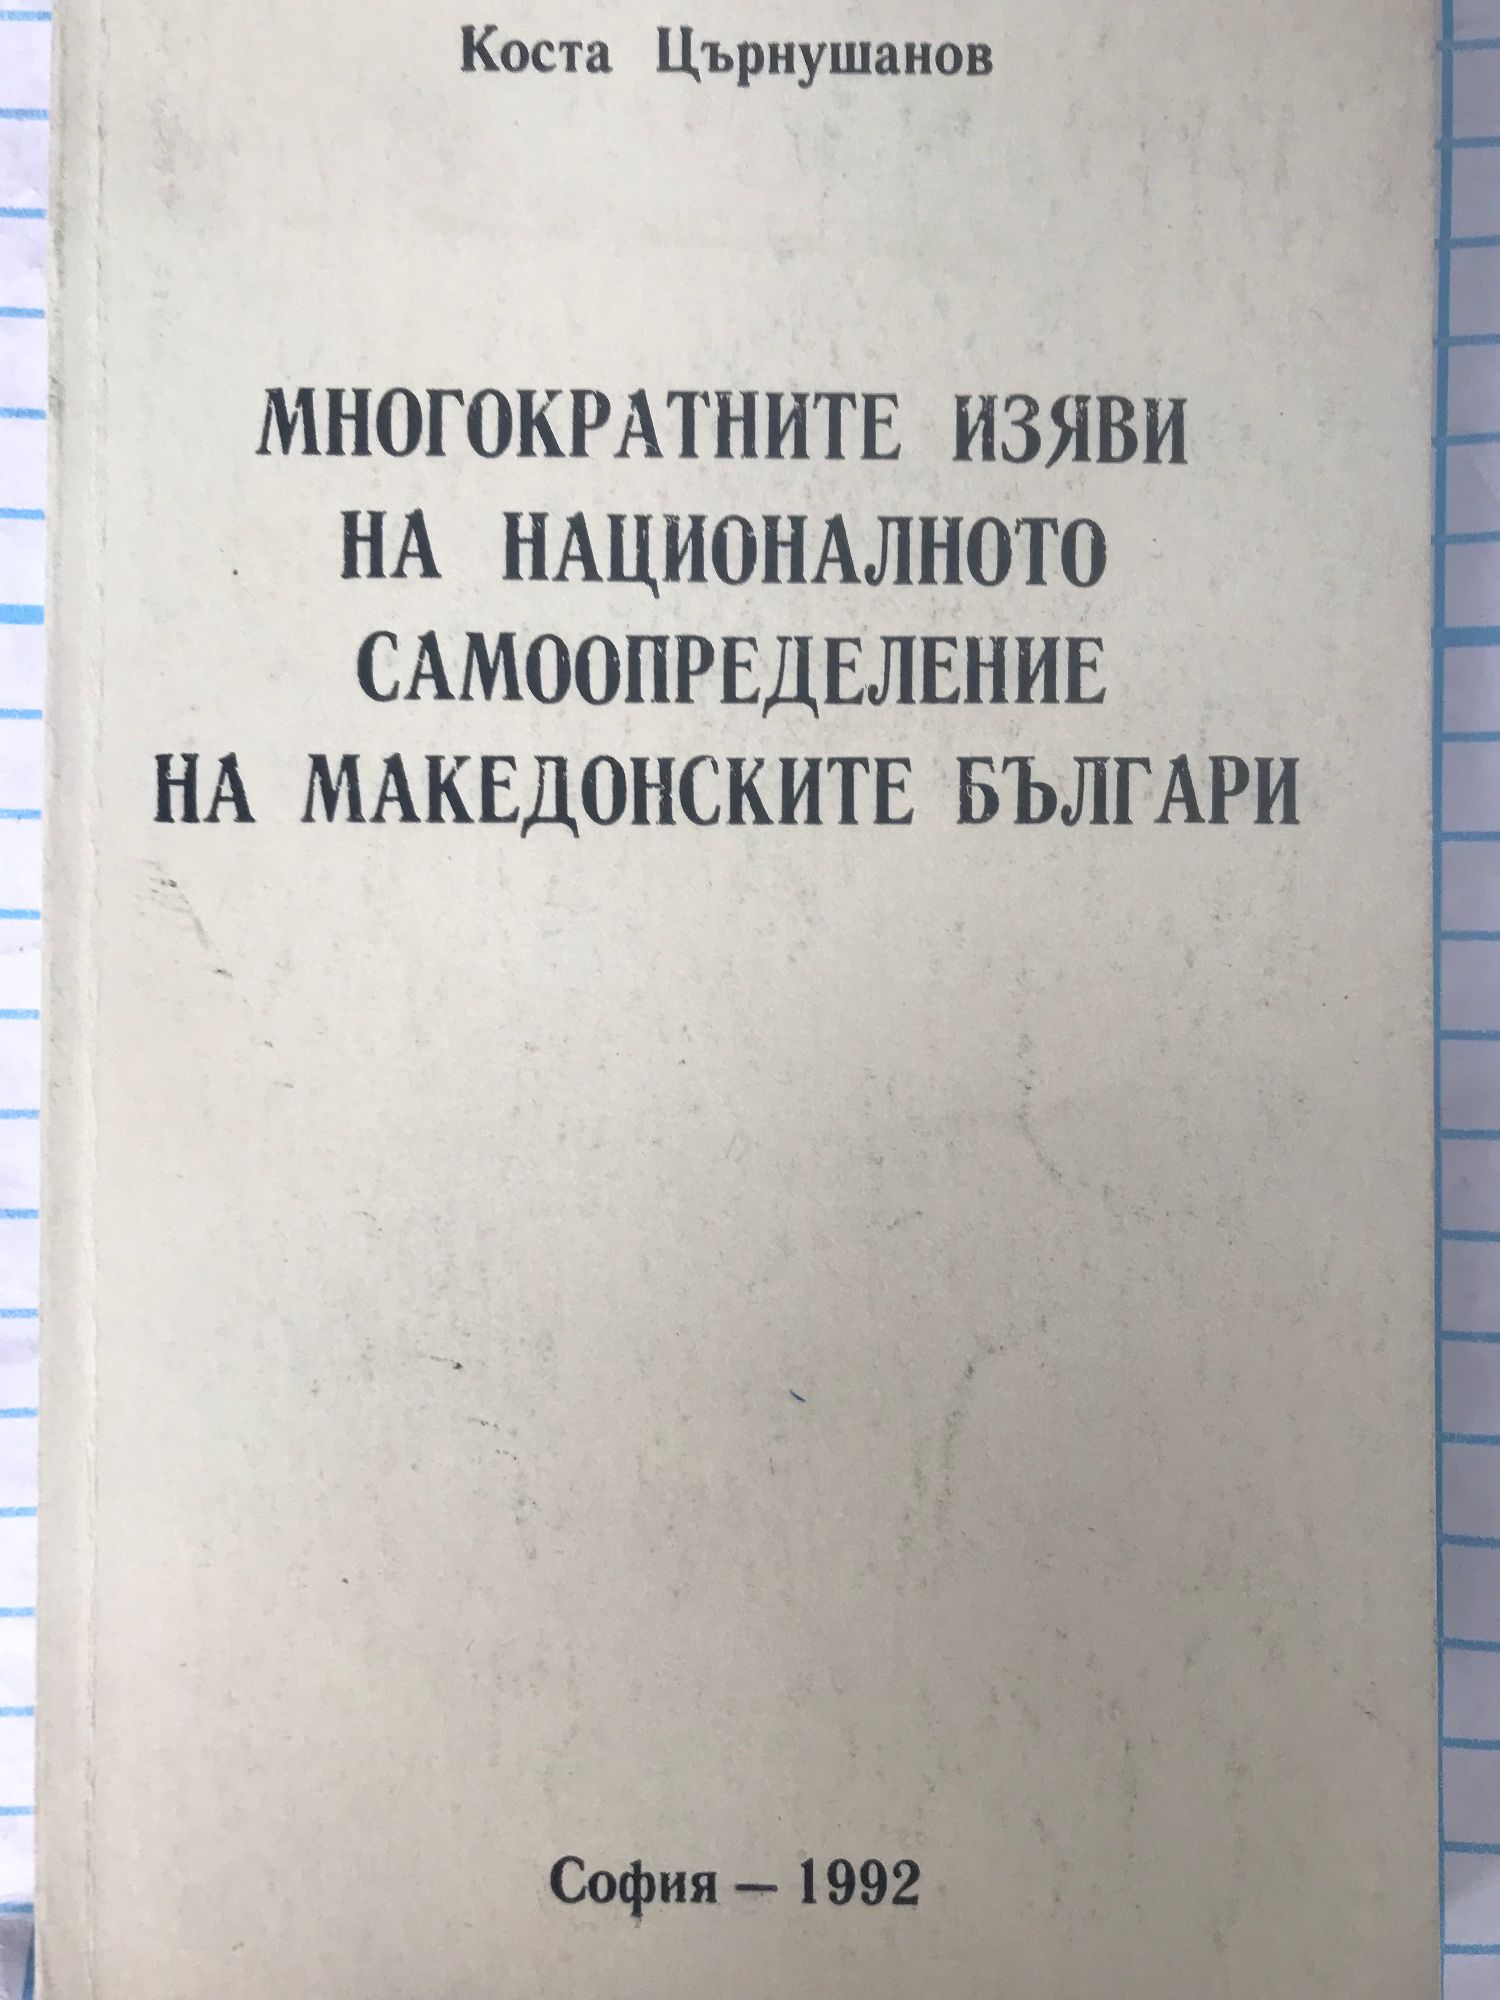 Коста Църнушанов
МНОГОКРАТНИТЕ ИЗЯВИ
НА НАЦИОНАЛНОТО
САМООПРЕДЕЛЕНИЕ
НА МАКЕДОНСКИТЕ БЪЛГАРИ
София — 1992